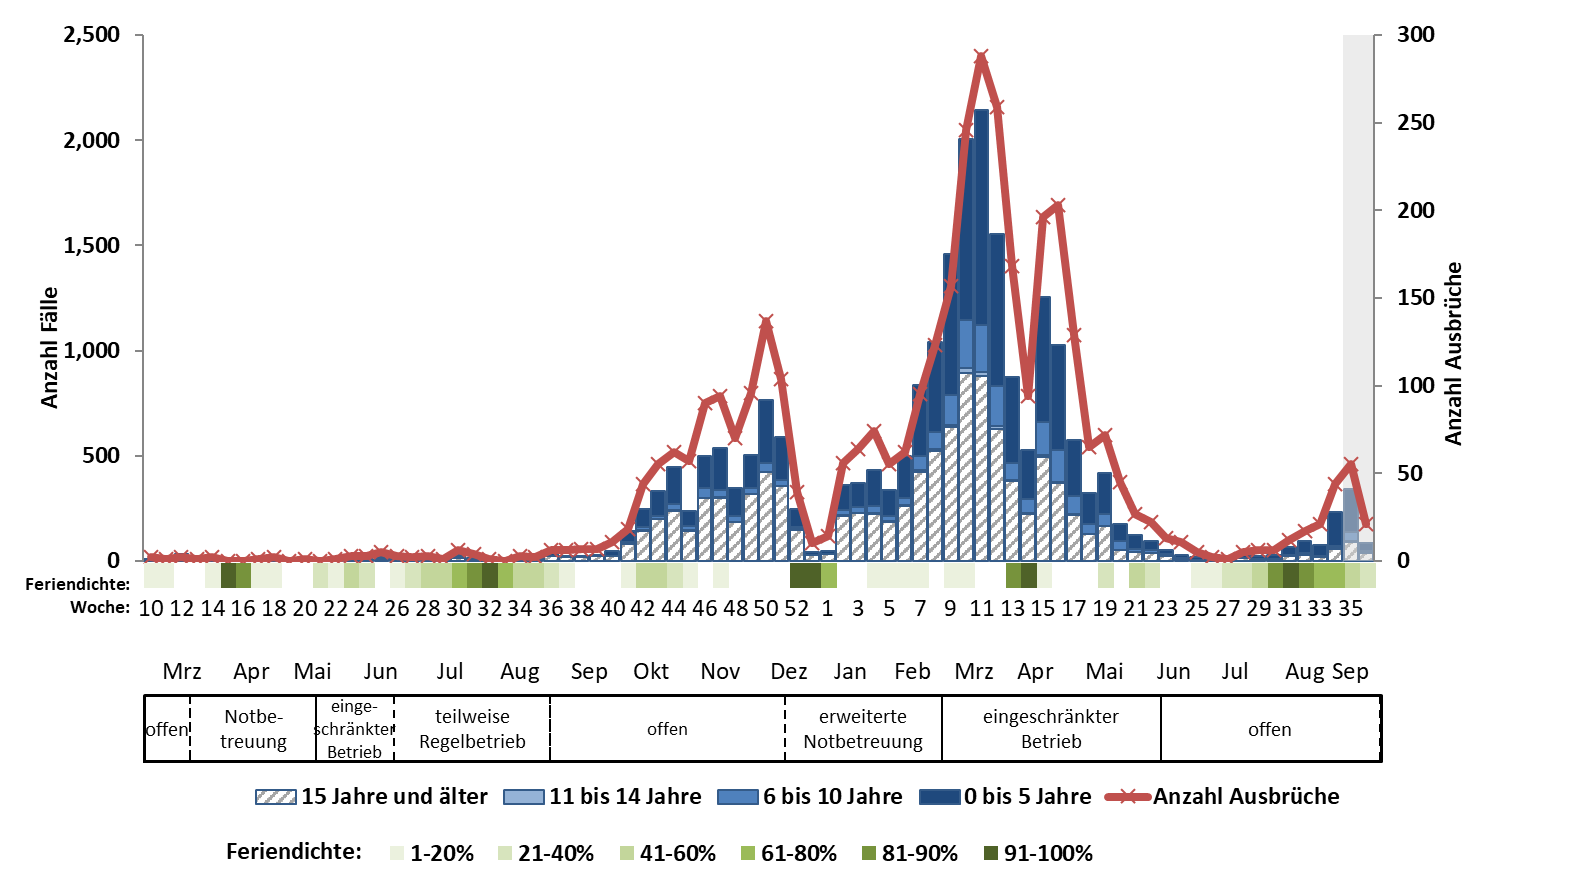 2,500
2,000
1,500
1,000
500
0
Anzahl Fälle
300
250
200
150
100
50
0
Anzahl Ausbrüche
Feriendichte:
Woche: 10 12 14 16 18 20 22 24 26 28 30 32 34 36 38 40 42 44 46 48 50 52 1 3 5 7 9 11 13 15 17 19 21 23 25 27 29 31 33 35
Mrz Apr Mai Jun Jul Aug Sep Okt Nov Dez Jan Feb Mrz Apr Mai Jun Jul Aug Sep
offen
Notbe-
treuung
einge-
schränkter
Betrieb
teilweise
Regelbetrieb
offen
erweiterte
Notbetreuung
eingeschränkter
Betrieb
offen
15 Jahre und älter 11 bis 14 Jahre 6 bis 10 Jahre 0 bis 5 Jahre Anzahl Ausbrüche
Feriendichte: 1-20% 21-40% 41-60% 61-80% 81-90% 91-100%